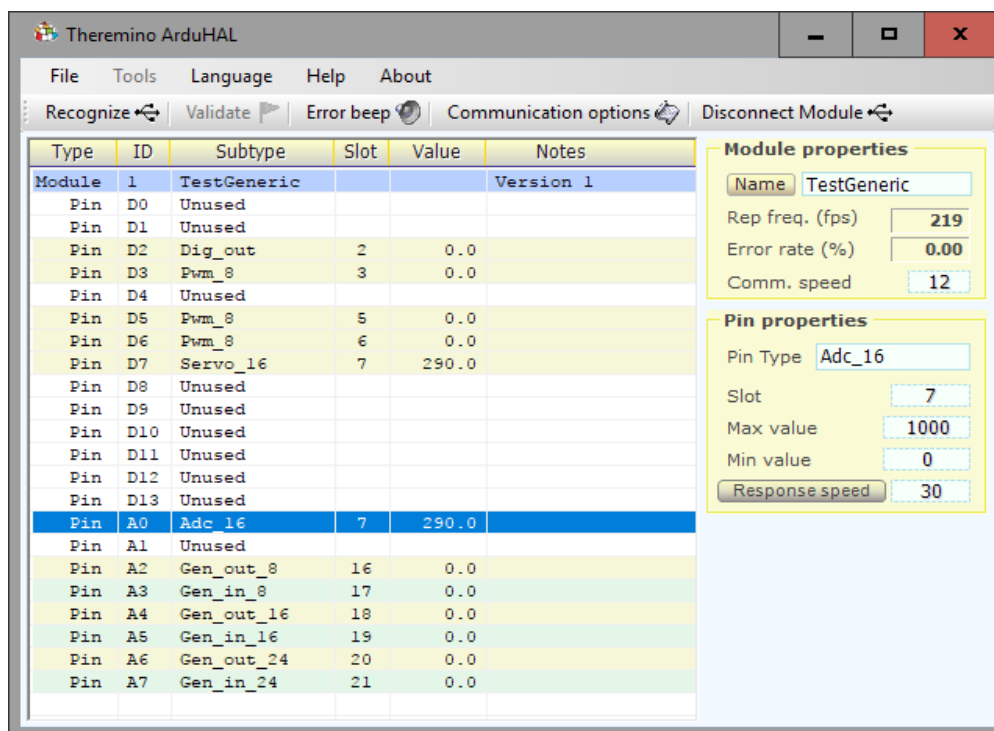 Theremino ArduHAL
File Tools Language Help About
Recognize Validate Error beep Communication options Disconnect Module
Type ID Subtype Slot Value Notes
Module 1 TestGeneric Version 1
Pin D0 Unused
Pin D1 Unused
Pin D2 Dig_out 2 0.0
Pin D3 Pwm_8 3 0.0
Pin D4 Unused
Pin D5 Pwm_8 5 0.0
Pin D6 Pwm_8 6 0.0
Pin D7 Servo_16 7 290.0
Pin D8 Unused
Pin D9 Unused
Pin D10 Unused
Pin D11 Unused
Pin D12 Unused
Pin D13 Unused
Pin A0 Adc_16 7 290.0
Pin A1 Unused
Pin A2 Gen_out_8 16 0.0
Pin A3 Gen_in_8 17 0.0
Pin A4 Gen_out_16 18 0.0
Pin A5 Gen_in_16 19 0.0
Pin A6 Gen_out_24 20 0.0
Pin A7 Gen_in_24 21 0.0
Module properties
Name TestGeneric
Rep freq. (fps) 219
Error rate (%) 0.00
Comm. speed 12
Pin properties
Pin Type Adc_16
Slot 7
Max value 1000
Min value 0
Response speed 30